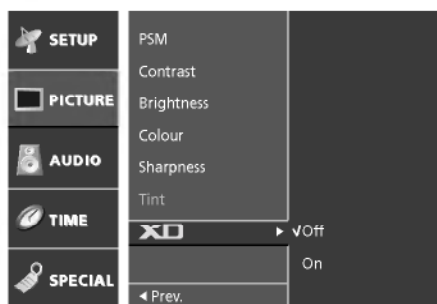 SETUP
PICTURE
AUDIO
TIME
SPECIAL
PSM
Contrast
Brightness
Colour
Sharpness
Tint
XD ▶
◀ Prev.
√Off
On